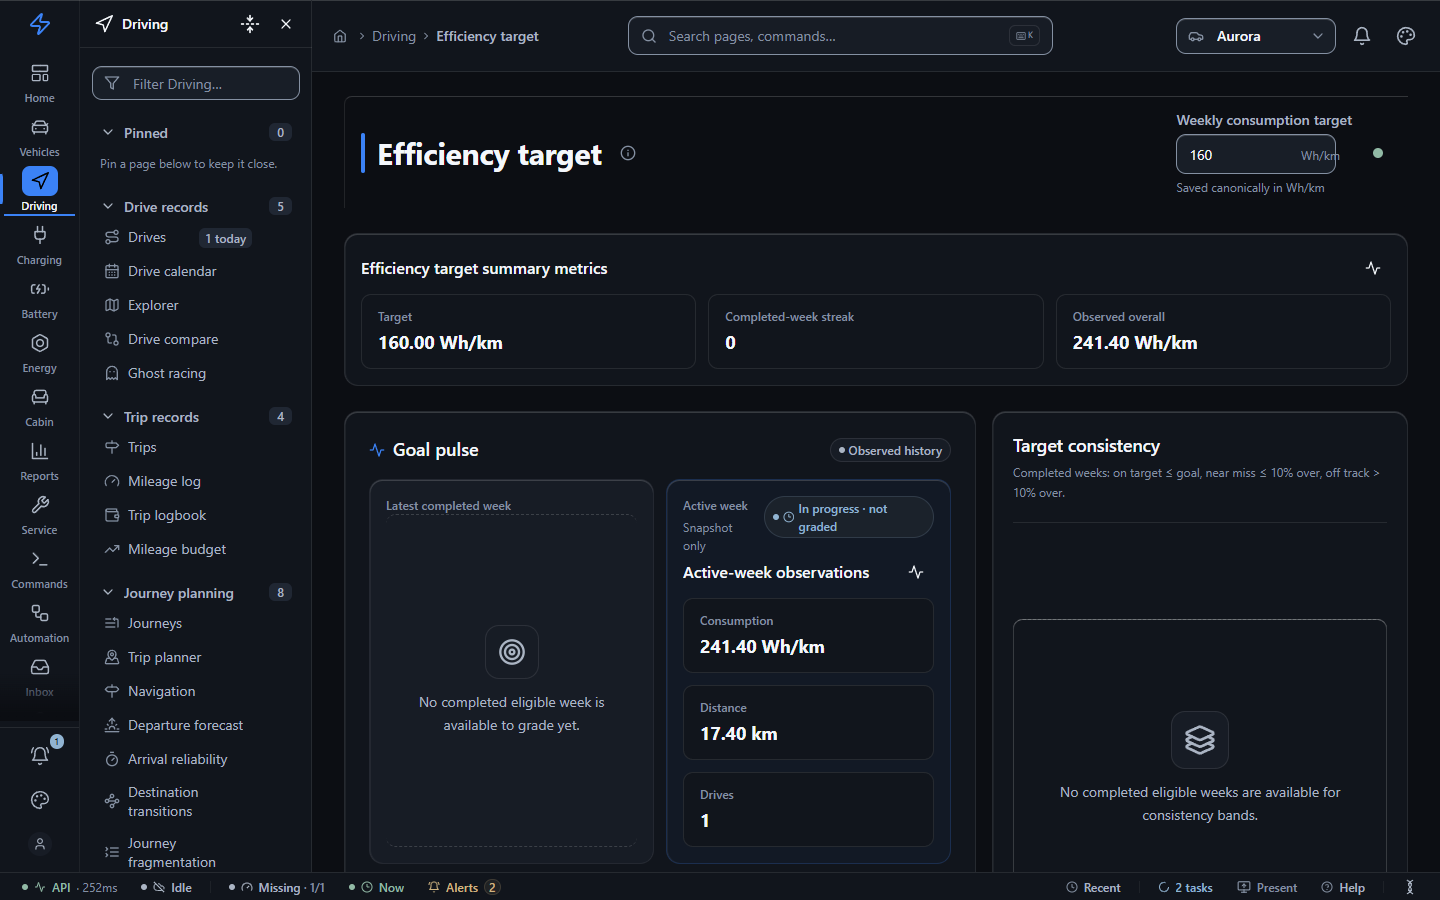 Driving
Driving
Efficiency target
Search pages, commands...
K
Aurora
Home
Vehicles
Driving
Charging
Battery
Energy
Cabin
Reports
Service
Commands
Automation
Inbox
1
Filter Driving...
Pinned
0
Pin a page below to keep it close.
Drive records
5
Drives
1 today
Drive calendar
Explorer
Drive compare
Ghost racing
Trip records
4
Trips
Mileage log
Trip logbook
Mileage budget
Journey planning
8
Journeys
Trip planner
Navigation
Departure forecast
Arrival reliability
Destination
transitions
Journey
fragmentation
Efficiency target
Weekly consumption target
160
Wh/km
Saved canonically in Wh/km
Efficiency target summary metrics
Target
160.00 Wh/km
Completed-week streak
0
Observed overall
241.40 Wh/km
Goal pulse
Observed history
Latest completed week
No completed eligible week is
available to grade yet.
Active week
Snapshot
only
In progress · not
graded
Active-week observations
Consumption
241.40 Wh/km
Distance
17.40 km
Drives
1
Target consistency
Completed weeks: on target ≤ goal, near miss ≤ 10% over, off track >
10% over.
No completed eligible weeks are available for
consistency bands.
API · 252ms
Idle
Missing · 1/1
Now
Alerts 2
Recent
2 tasks
Present
Help